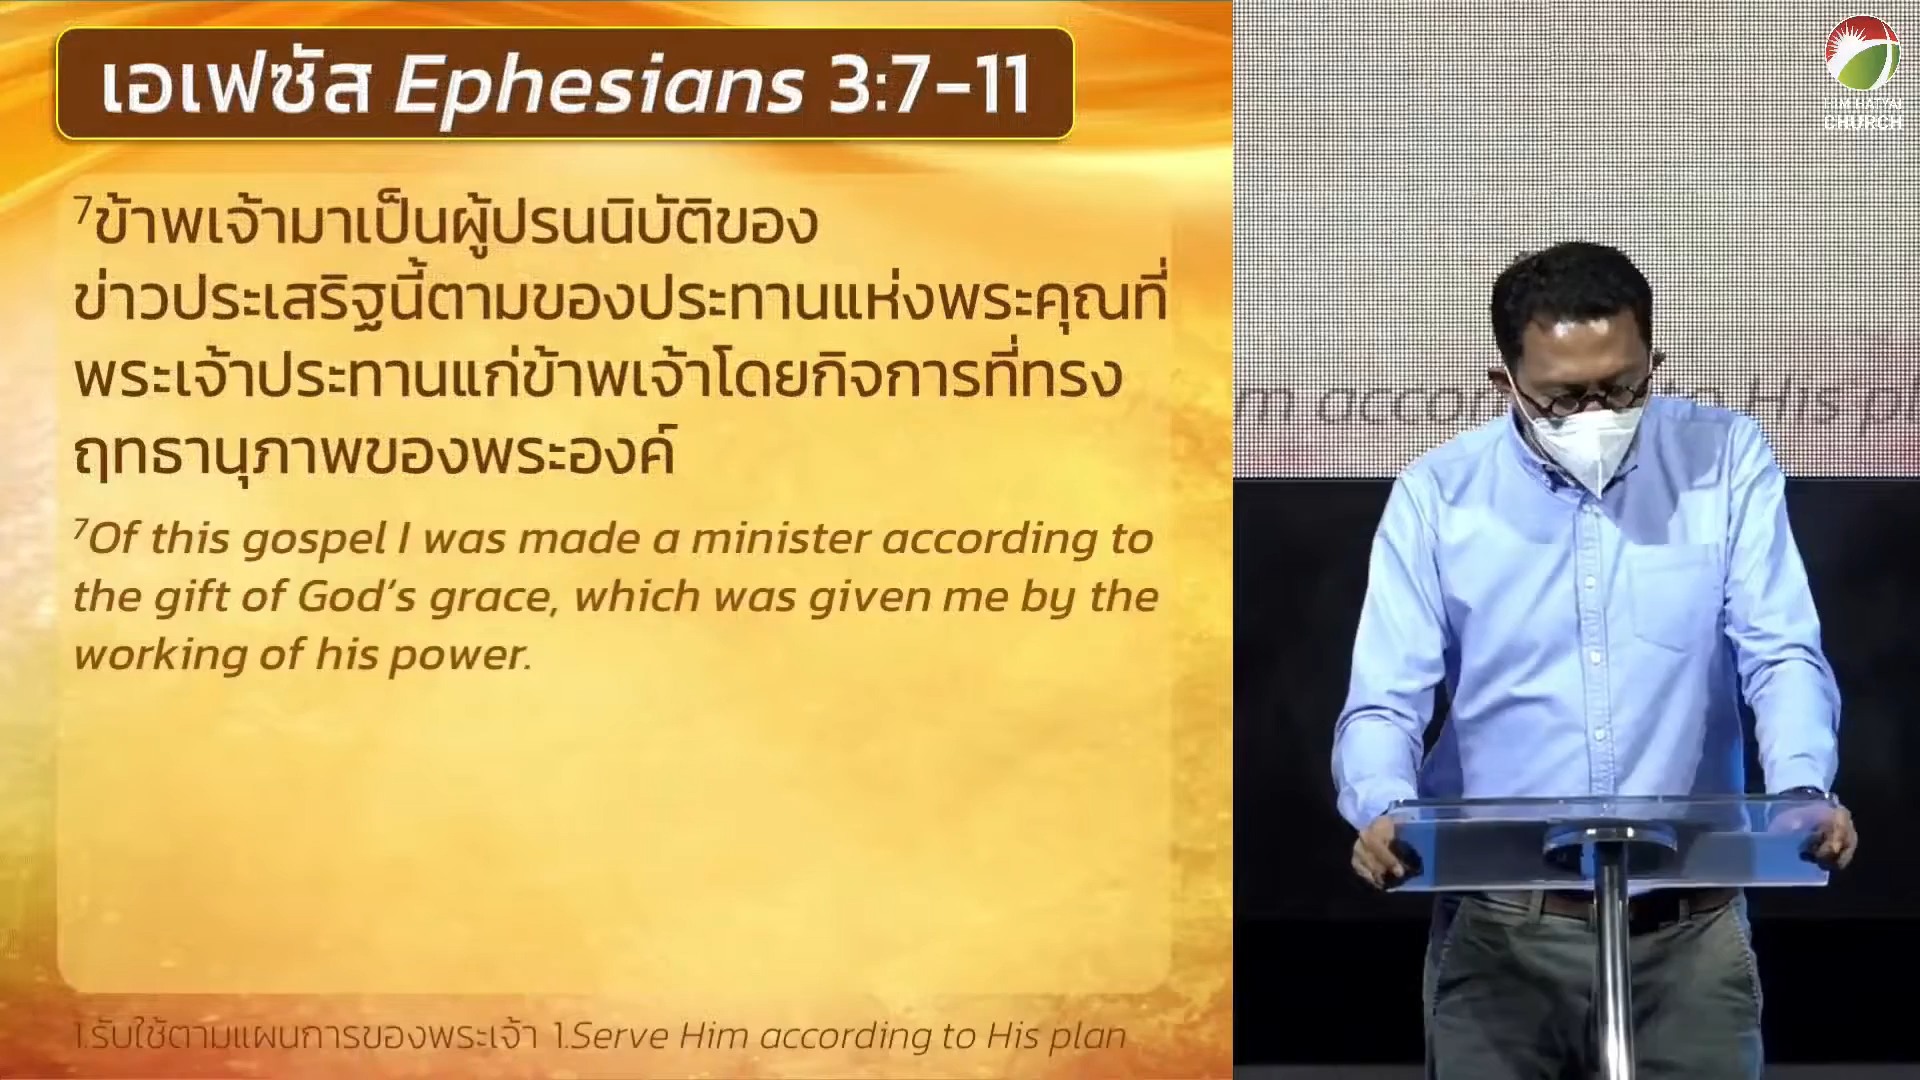 เอเฟซัส Ephesians 3:7-11
7ข้าพเจ้ามาเป็นผู้ปรนนิบัติของ
ข่าวประเสริฐนี้ตามของประทานแห่งพระคุณที่
พระเจ้าประทานแก่ข้าพเจ้าโดยกิจการที่ทรง
ฤทธานุภาพของพระองค์
7Of this gospel I was made a minister according to
the gift of God's grace, which was given me by the
working of his power.
1.รับใช้ตามแผนการของพระเจ้า 1.Serve Him according to His plan
HIM HATYAI
CHURCH
to His pl